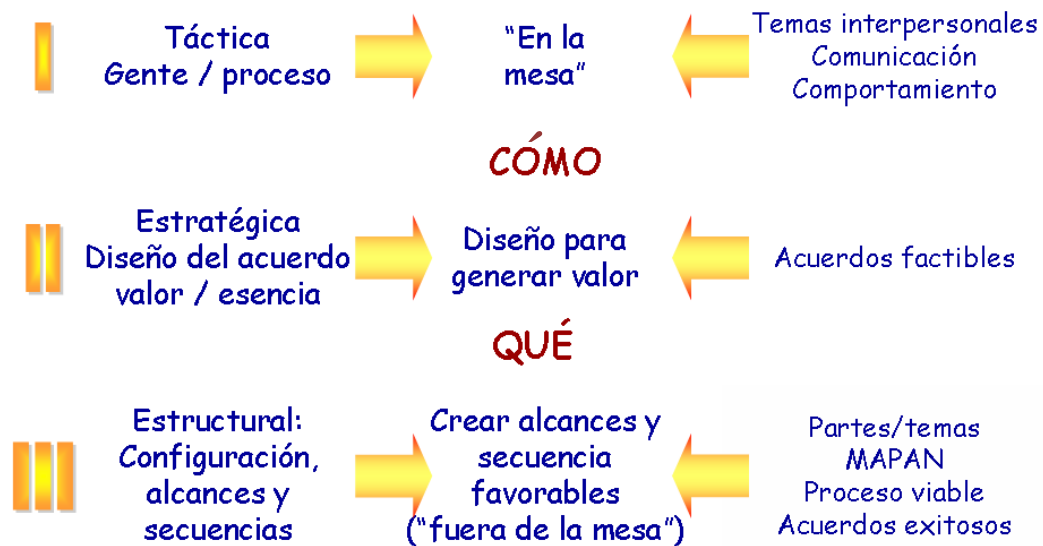 Táctica
Gente / proceso
“En la
mesa”
Temas interpersonales
Comunicación
Comportamiento
CÓMO
Estratégica
Diseño del acuerdo
valor / esencia
Diseño para
generar valor
Acuerdos factibles
QUÉ
Estructural:
Configuración,
alcances y
secuencias
Crear alcances y
secuencia
favorables
(“fuera de la mesa”)
Partes/temas
MAPAN
Proceso viable
Acuerdos exitosos